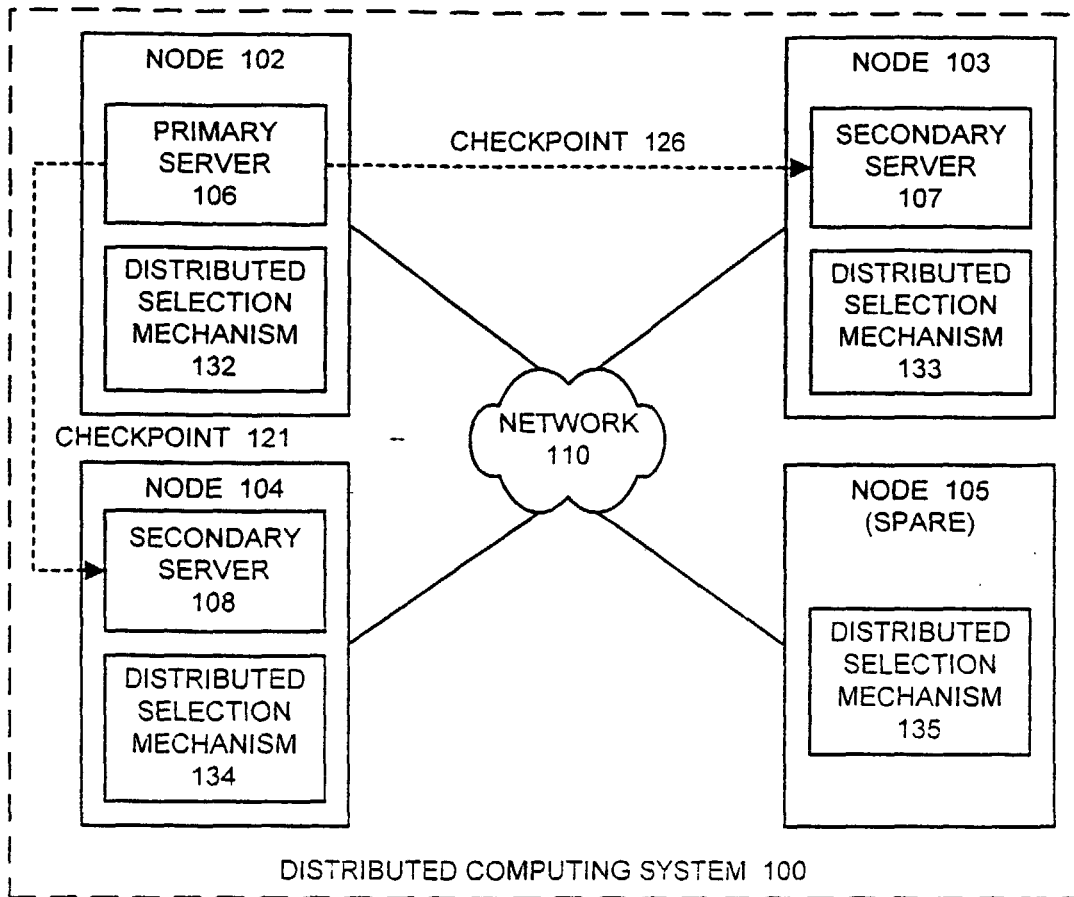 NODE 102
PRIMARY
SERVER
106
DISTRIBUTED
SELECTION
MECHANISM
132
CHECKPOINT 126
NODE 103
SECONDARY
SERVER
107
DISTRIBUTED
SELECTION
MECHANISM
133
CHECKPOINT 121
NETWORK
110
NODE 104
SECONDARY
SERVER
108
DISTRIBUTED
SELECTION
MECHANISM
134
NODE 105
(SPARE)
DISTRIBUTED
SELECTION
MECHANISM
135
DISTRIBUTED COMPUTING SYSTEM 100